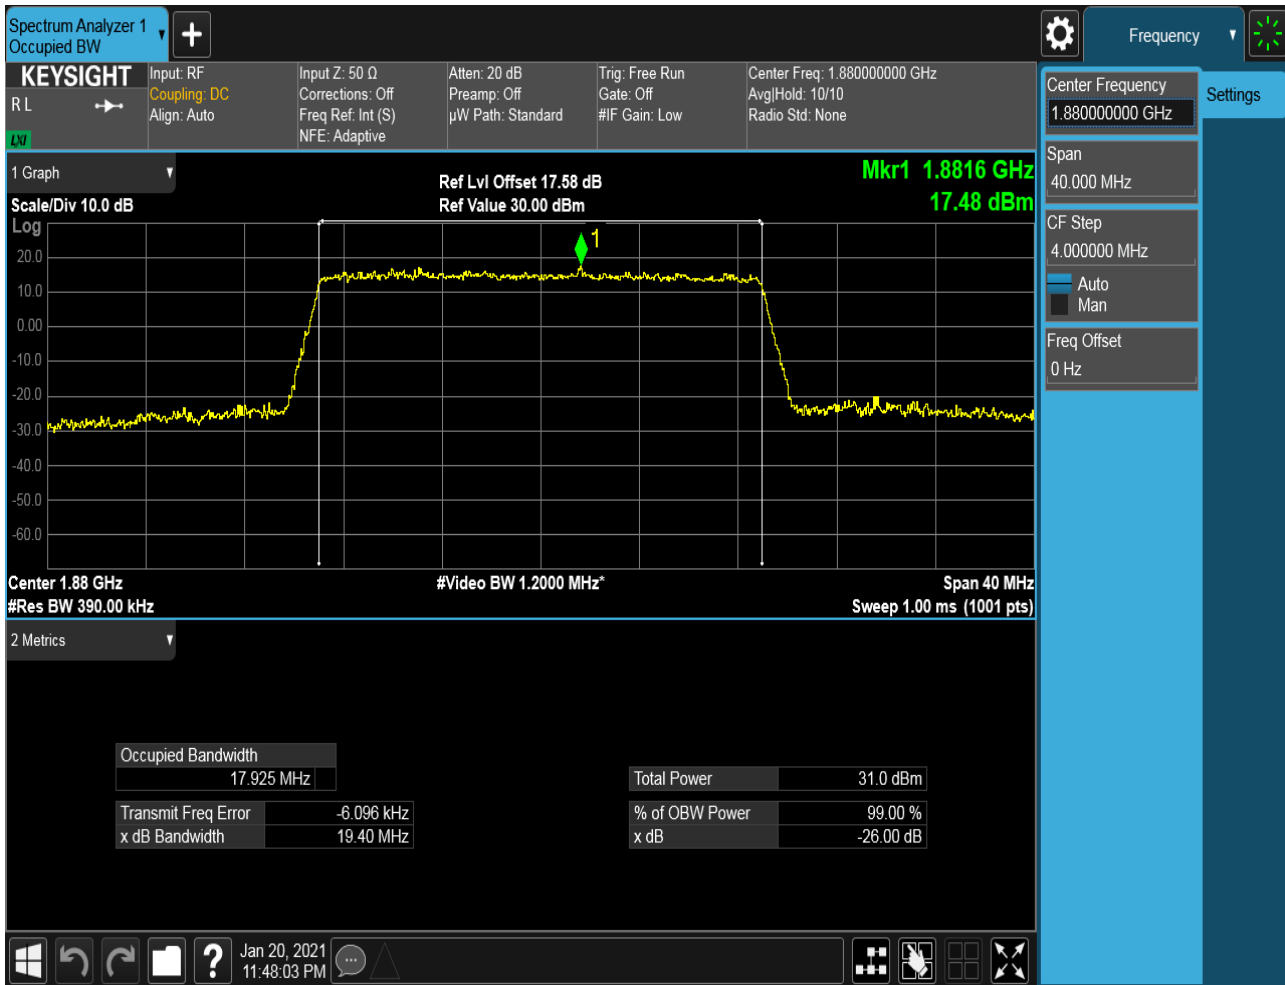 Spectrum Analyzer 1
Occupied BW
Frequency
KEYSIGHT
R L
LXI
Input: RF
Coupling: DC
Align: Auto
Input Z: 50 Ω
Corrections: Off
Freq Ref: Int (S)
NFE: Adaptive
Atten: 20 dB
Preamp: Off
µW Path: Standard
Trig: Free Run
Gate: Off
#IF Gain: Low
Center Freq: 1.880000000 GHz
Avg|Hold: 10/10
Radio Std: None
Center Frequency
1.880000000 GHz
Settings
Span
40.000 MHz
CF Step
4.000000 MHz
Auto
Man
Freq Offset
0 Hz
1 Graph
Scale/Div 10.0 dB
Log
Ref Lvl Offset 17.58 dB
Ref Value 30.00 dBm
Mkr1 1.8816 GHz
17.48 dBm
1
20.0
10.0
0.00
-10.0
-20.0
-30.0
-40.0
-50.0
-60.0
Center 1.88 GHz
#Video BW 1.2000 MHz*
Span 40 MHz
#Res BW 390.00 kHz
Sweep 1.00 ms (1001 pts)
2 Metrics
Occupied Bandwidth
17.925 MHz
Total Power 31.0 dBm
Transmit Freq Error -6.096 kHz
% of OBW Power 99.00 %
x dB Bandwidth 19.40 MHz
x dB -26.00 dB
?
Jan 20, 2021
11:48:03 PM